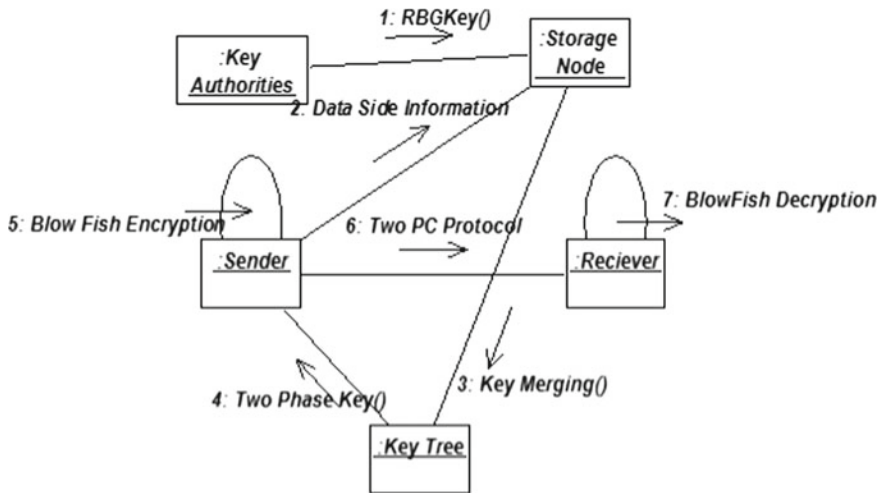 1: RBGKey()
:Key
Authorities
:Storage
Node
2: Data Side Information
5: Blow Fish Encryption
7: BlowFish Decryption
6: Two PC Protocol
:Sender
:Reciever
3: Key Merging()
4: Two Phase Key()
:Key Tree